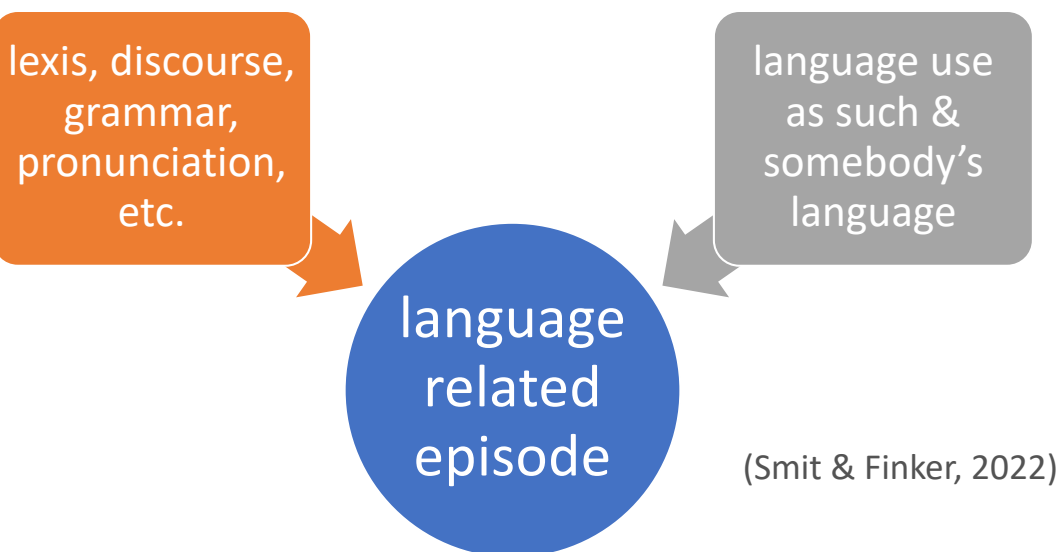 lexis, discourse,
grammar,
pronunciation,
etc.
language use
as such &
somebody’s
language
language
related
episode
(Smit & Finker, 2022)